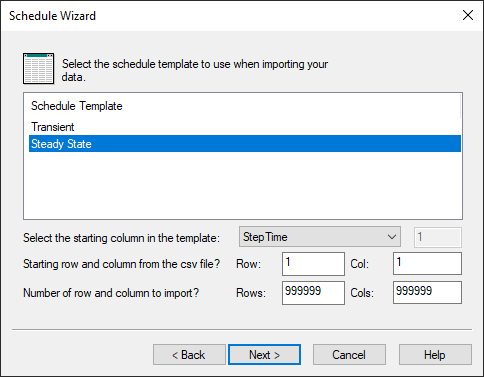 Schedule Wizard
Select the schedule template to use when importing your
data.
Schedule Template
Transient
Steady State
Select the starting column in the template: StepTime 1
Starting row and column from the csv file? Row: 1 Col: 1
Number of row and column to import? Rows: 999999 Cols: 999999
< Back Next > Cancel Help